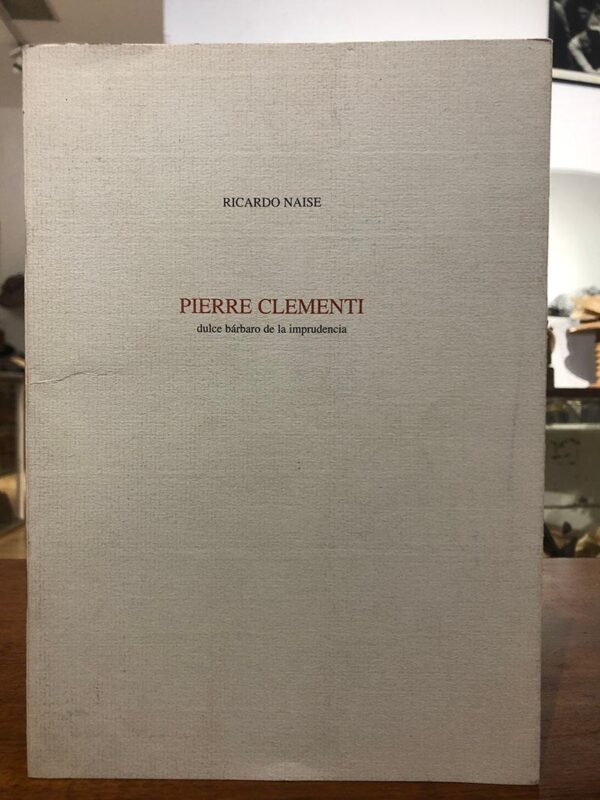 RICARDO NAISE
PIERRE CLEMENTI
dulce bárbaro de la imprudencia